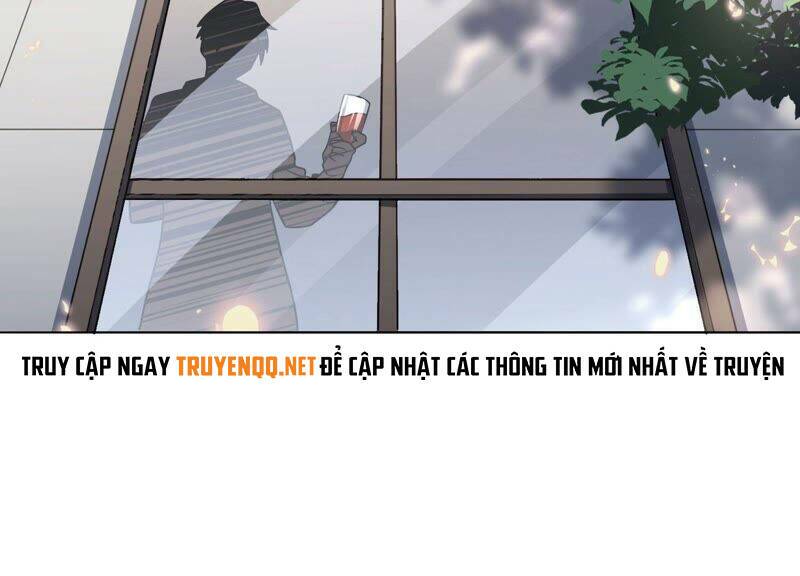 TRUY CẬP NGAY TRUYENQQ.NET ĐỂ CẬP NHẬT CÁC THÔNG TIN MỚI NHẤT VỀ TRUYỆN